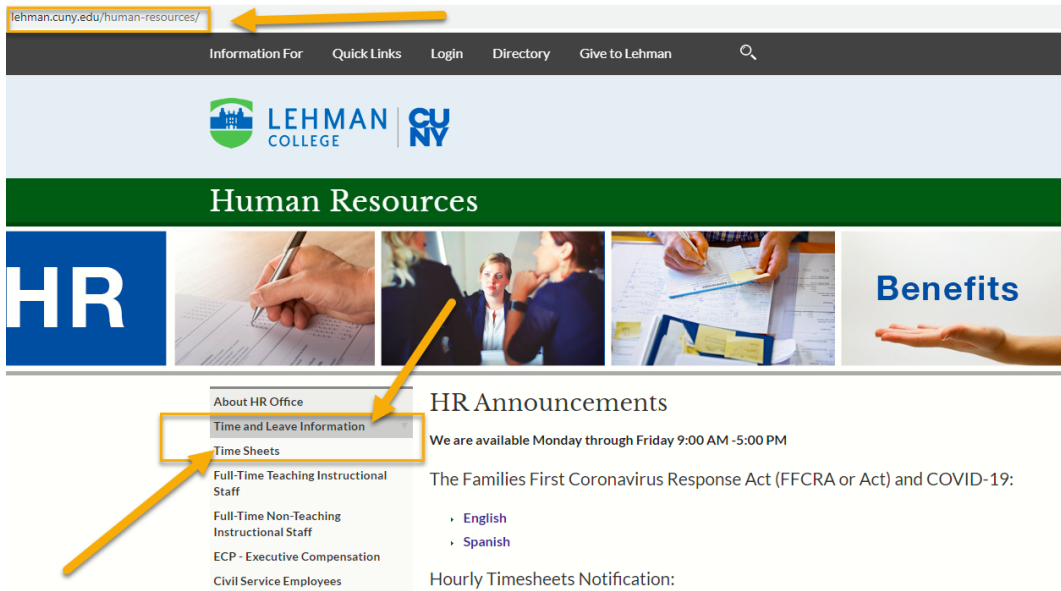 lehman.cuny.edu/human-resources/
Information For Quick Links Login Directory Give to Lehman
LEHMAN
COLLEGE
CU
NY
Human Resources
HR
Benefits
About HR Office
Time and Leave Information
Time Sheets
Full-Time Teaching Instructional
Staff
Full-Time Non-Teaching
Instructional Staff
ECP - Executive Compensation
Civil Service Employees
HR Announcements
We are available Monday through Friday 9:00 AM -5:00 PM
The Families First Coronavirus Response Act (FFCRA or Act) and COVID-19:
English
Spanish
Hourly Timesheets Notification: